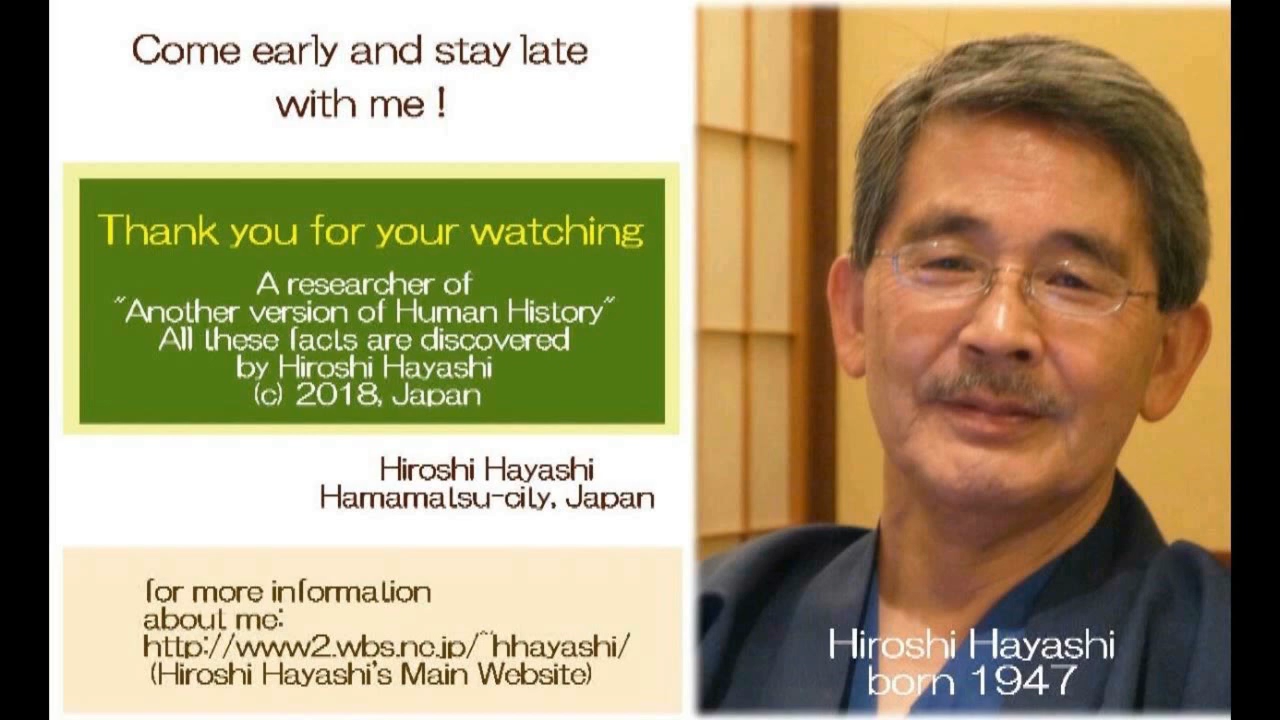 Come early and stay late
with me !
Thank you for your watching
A researcher of
"Another version of Human History"
All these facts are discovered
by Hiroshi Hayashi
(c) 2018, Japan
Hiroshi Hayashi
Hamamatsu-city, Japan
for more information
about me:
http://www2.wbs.ne.jp/~hhayashi/
(Hiroshi Hayashi's Main Website)
Hiroshi Hayashi
born 1947